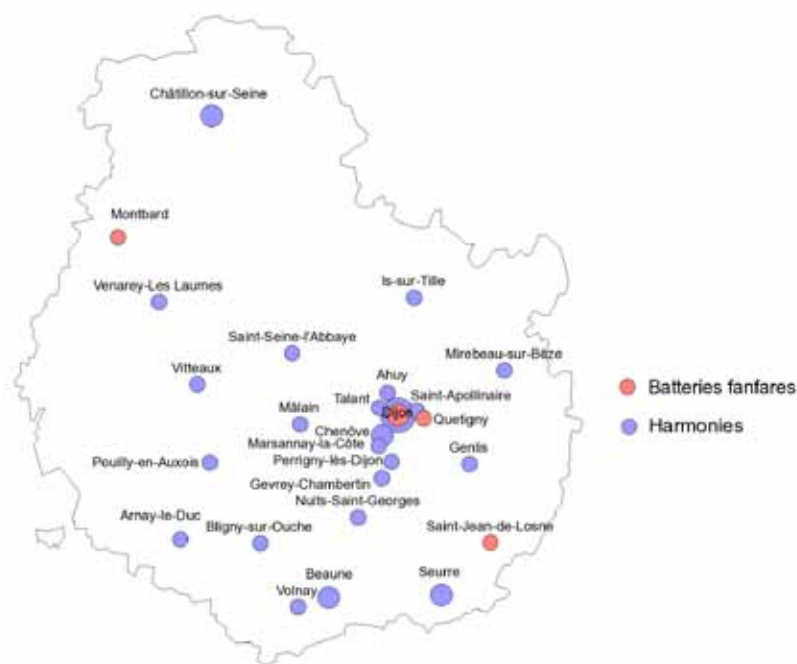 Châtillon-sur-Seine
Montbard
Venarey-Les Laumes
Is-sur-Tille
Saint-Seine-l'Abbaye
Vitteaux
Mirebeau-sur-Bèze
Ahuy
Talant
Saint-Apollinaire
Dijon
Quetigny
Mâlain
Chenôve
Marsannay-la-Côte
Genlis
Pouilly-en-Auxois
Perrigny-lès-Dijon
Gevrey-Chambertin
Nuits-Saint-Georges
Arnay-le-Duc
Bligny-sur-Ouche
Saint-Jean-de-Losne
Beaune
Seurre
Volnay
Batteries fanfares
Harmonies